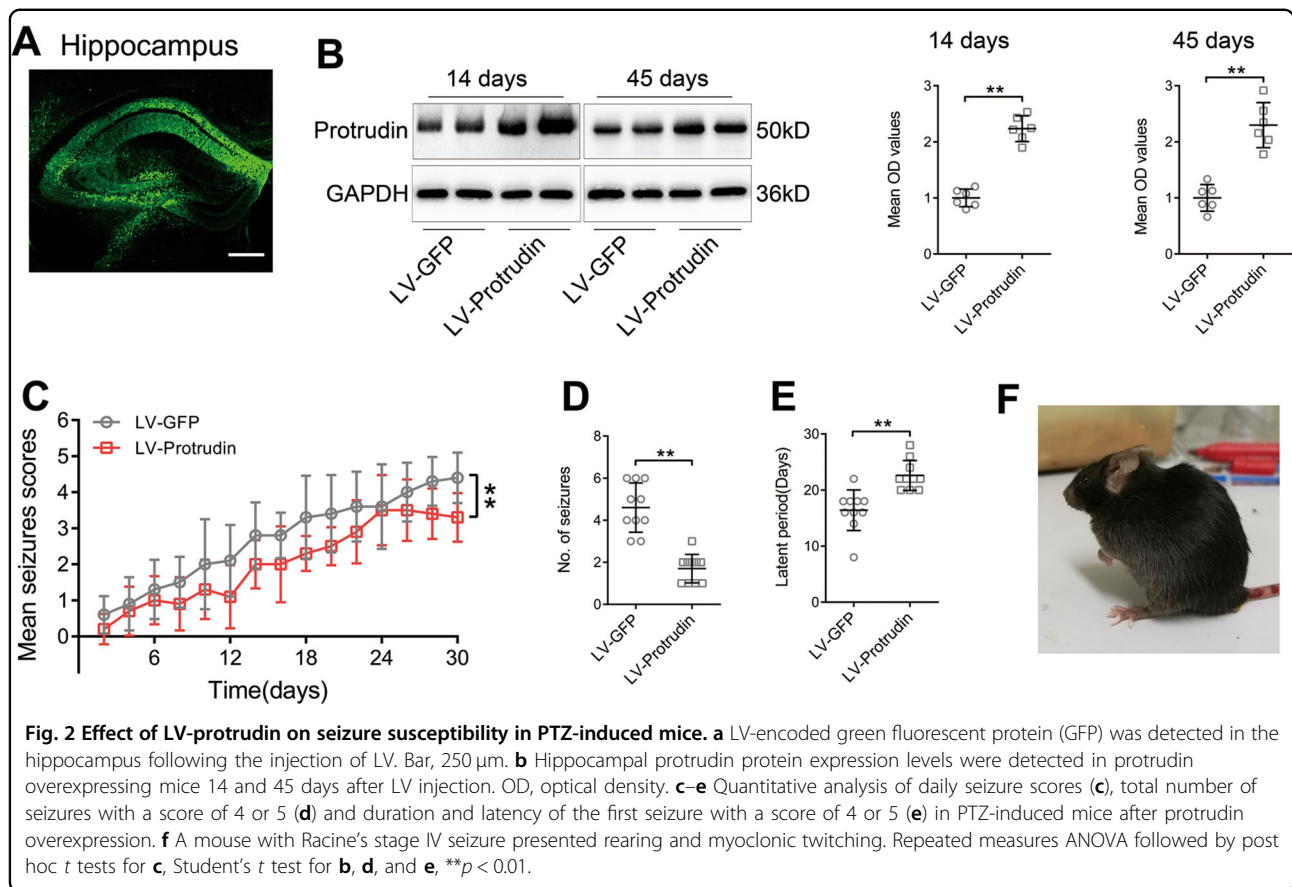 A Hippocampus
B
14 days
45 days
Protrudin
50kD
GAPDH
36kD
LV-GFP
LV-Protrudin
LV-GFP
LV-Protrudin
14 days
Mean OD values
3
2
1
0
**
LV-GFP
LV-Protrudin
45 days
Mean OD values
3
2
1
0
**
LV-GFP
LV-Protrudin
C
LV-GFP
LV-Protrudin
Mean seizures scores
6
5
4
3
2
1
0
6 12 18 24 30
Time(days)
**
D
No. of seizures
8
6
4
2
0
**
LV-GFP
LV-Protrudin
E
Latent period(Days)
30
20
10
0
**
LV-GFP
LV-Protrudin
F
Fig. 2 Effect of LV-protrudin on seizure susceptibility in PTZ-induced mice. a LV-encoded green fluorescent protein (GFP) was detected in the
hippocampus following the injection of LV. Bar, 250 µm. b Hippocampal protrudin protein expression levels were detected in protrudin
overexpressing mice 14 and 45 days after LV injection. OD, optical density. c–e Quantitative analysis of daily seizure scores (c), total number of
seizures with a score of 4 or 5 (d) and duration and latency of the first seizure with a score of 4 or 5 (e) in PTZ-induced mice after protrudin
overexpression. f A mouse with Racine's stage IV seizure presented rearing and myoclonic twitching. Repeated measures ANOVA followed by post
hoc t tests for c, Student's t test for b, d, and e, **p < 0.01.